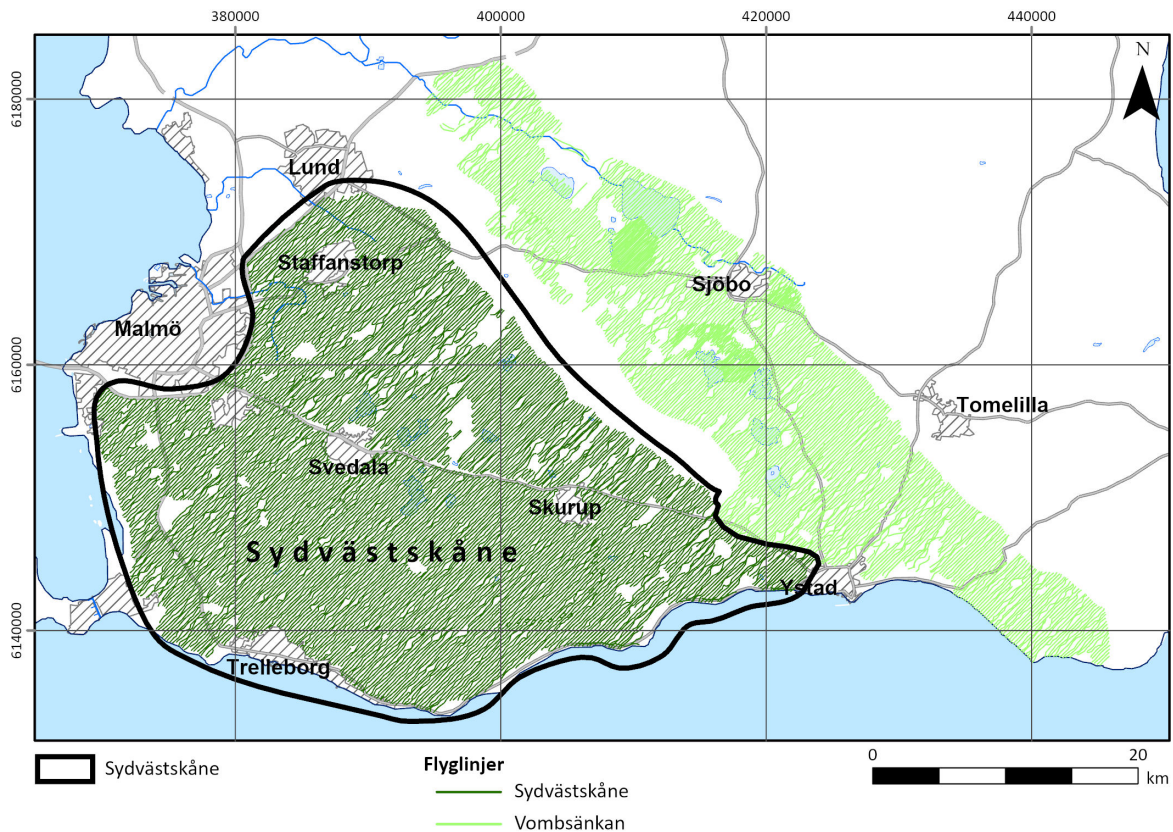 380000 400000 420000 440000
N
6180000
6160000
6140000
Lund
Staffanstorp
Malmö
Sjöbo
Tomelilla
Svedala
Skurup
Sydvästskåne
Ystad
Trelleborg
Sydvästskåne
Flyglinjer
Sydvästskåne
Vombsänkan
0 20
km